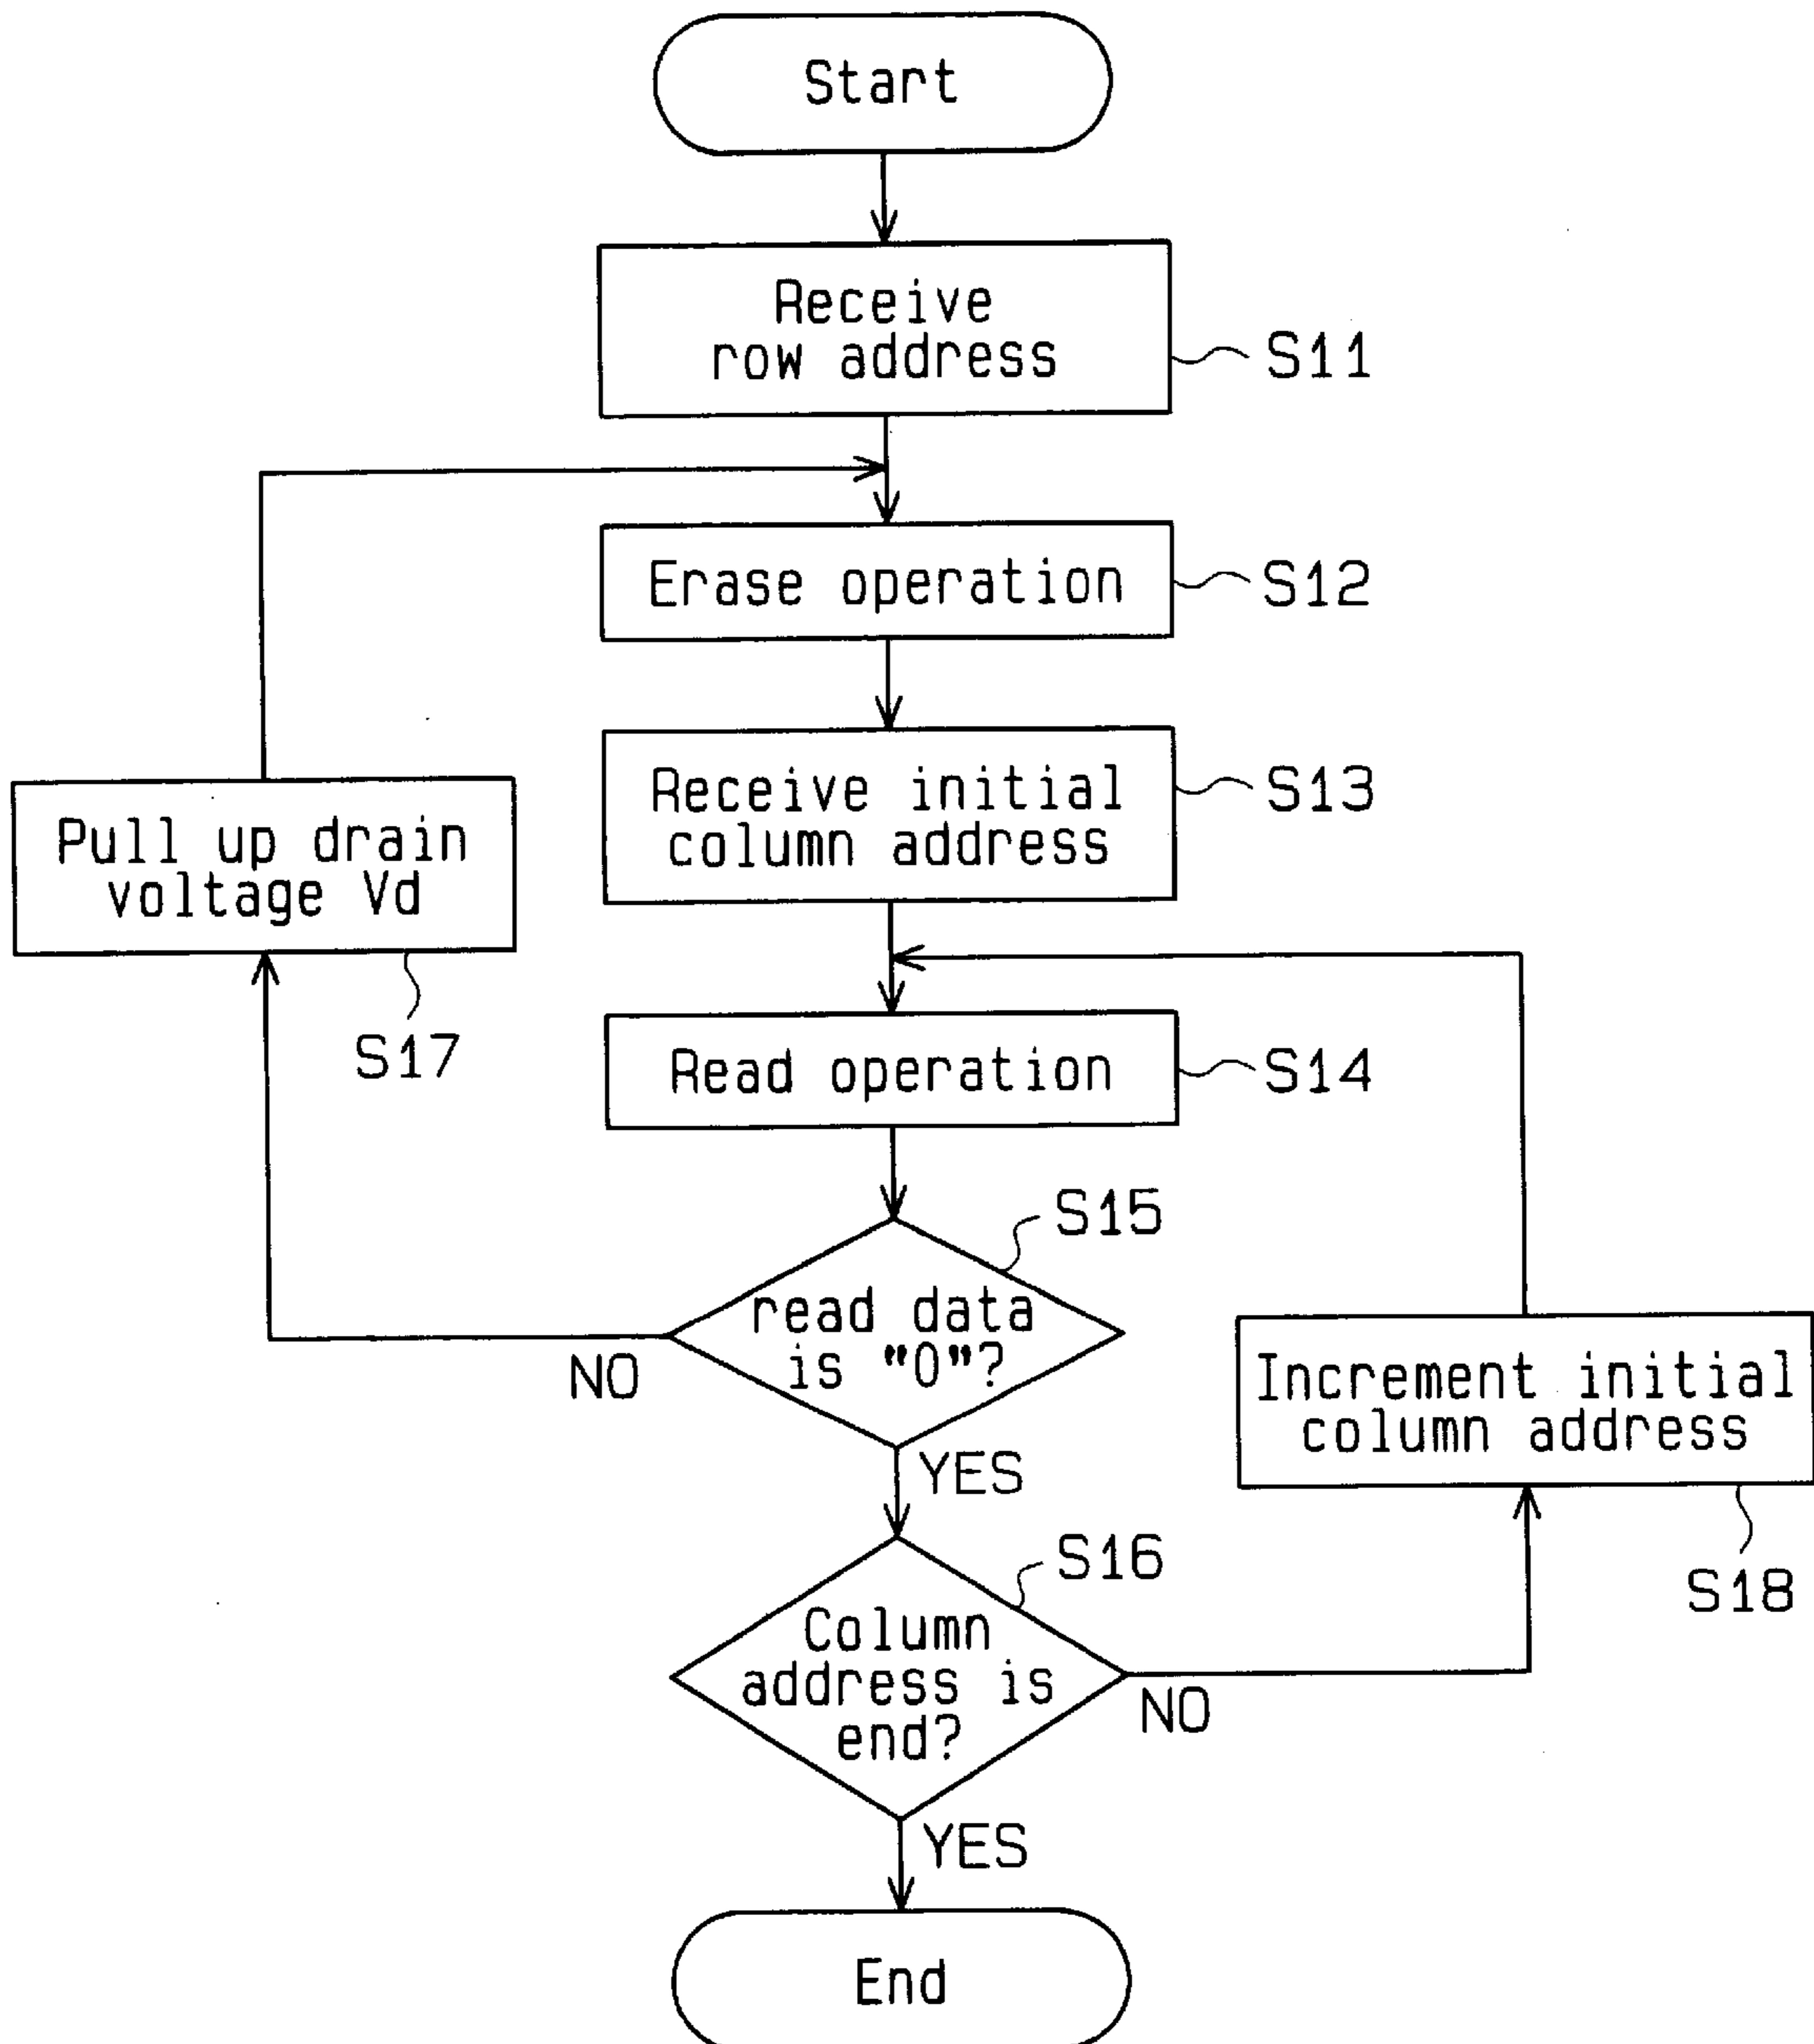 Start
Receive
row address
S11
Erase operation
S12
Receive initial
column address
S13
Pull up drain
voltage Vd
S17
Read operation
S14
S15
read data
is "0"?
NO
YES
Increment initial
column address
S18
S16
Column
address is
end?
NO
YES
End